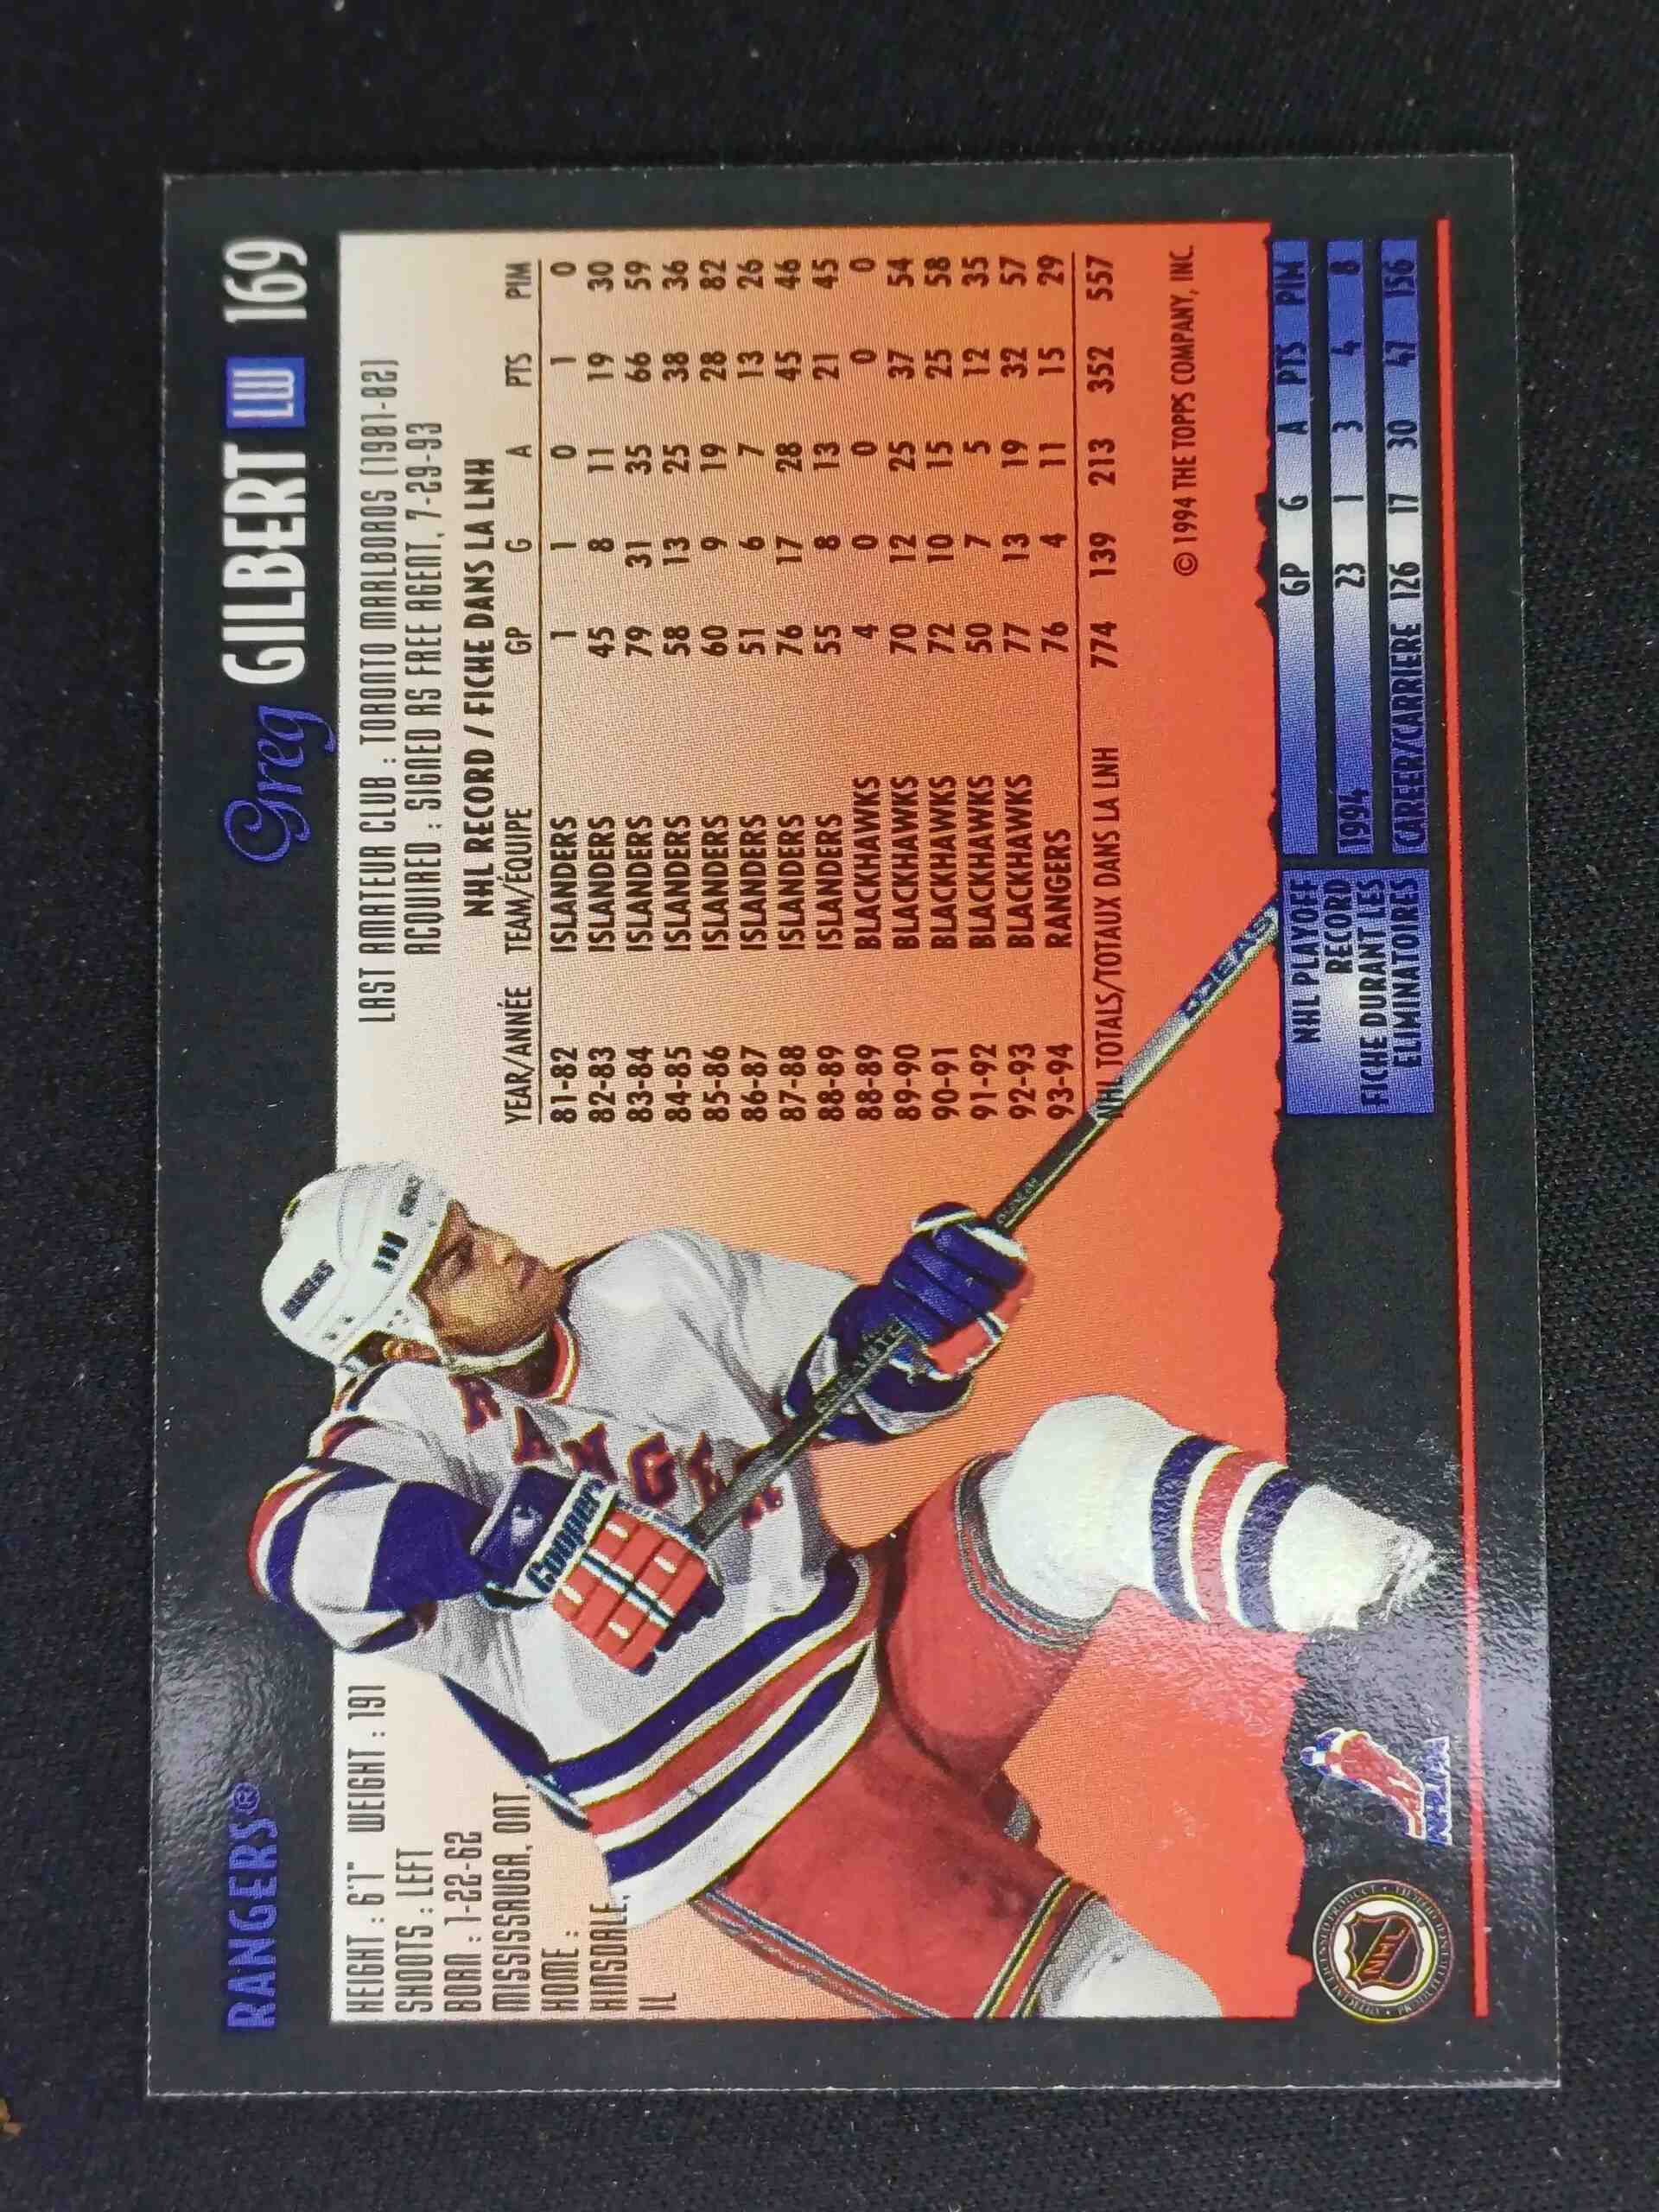 RANGERS® Greg GILBERT LW 169
HEIGHT : 6'1" WEIGHT : 191
SHOOTS : LEFT
BORN : 1-22-62
MISSISSAUGA, ONT
HOME :
HINSDALE,
IL
LAST AMATEUR CLUB : TORONTO MARLBOROS (1981-82)
ACQUIRED : SIGNED AS FREE AGENT, 7-29-93
NHL RECORD / FICHE DANS LA LNH
YEAR/ANNÉE TEAM/ÉQUIPE GP G A PTS PIM
81-82 ISLANDERS 1 1 0 1 0
82-83 ISLANDERS 45 8 11 19 30
83-84 ISLANDERS 79 31 35 66 59
84-85 ISLANDERS 58 13 25 38 36
85-86 ISLANDERS 60 9 19 28 82
86-87 ISLANDERS 51 6 7 13 26
87-88 ISLANDERS 76 17 28 45 46
88-89 ISLANDERS 55 8 13 21 45
88-89 BLACKHAWKS 4 0 0 0 0
89-90 BLACKHAWKS 70 12 25 37 54
90-91 BLACKHAWKS 72 10 15 25 58
91-92 BLACKHAWKS 50 7 5 12 35
92-93 BLACKHAWKS 77 13 19 32 57
93-94 RANGERS 76 4 11 15 29
NHL TOTALS/TOTAUX DANS LA LNH 774 139 213 352 557
© 1994 THE TOPPS COMPANY, INC.
RANGERS
Cooper
NHL PLAYOFF
RECORD
FICHE DURANT LES
ELIMINATOIRES
GP G A PTS PIM
1994 23 1 3 4 8
CAREER/CARRIERE 126 17 30 47 156
NHL
NHLPA